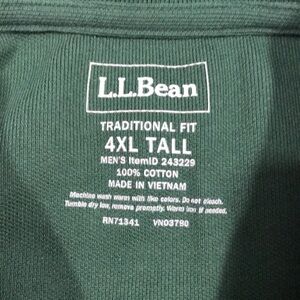 L.L.Bean
TRADITIONAL FIT
4XL TALL
MEN'S ItemID 243229
100% COTTON
MADE IN VIETNAM
Machine wash warm with like colors. Do not bleach.
Tumble dry low, remove promptly. Warm iron if needed.
RN71341 VN03780